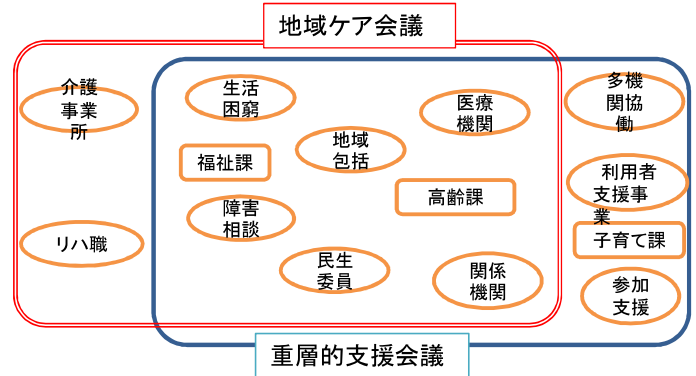 地域ケア会議
介護
事業
所
リハ職
生活
困窮
医療
機関
地域
包括
福祉課
高齢課
障害
相談
民生
委員
関係
機関
多機
関協
働
利用者
支援事
業
子育て課
参加
支援
重層的支援会議